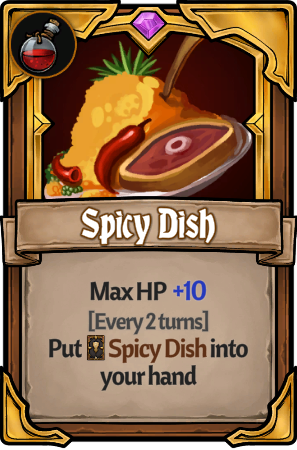 Spicy Dish
Max HP +10
[Every 2 turns]
Put Spicy Dish into
your hand